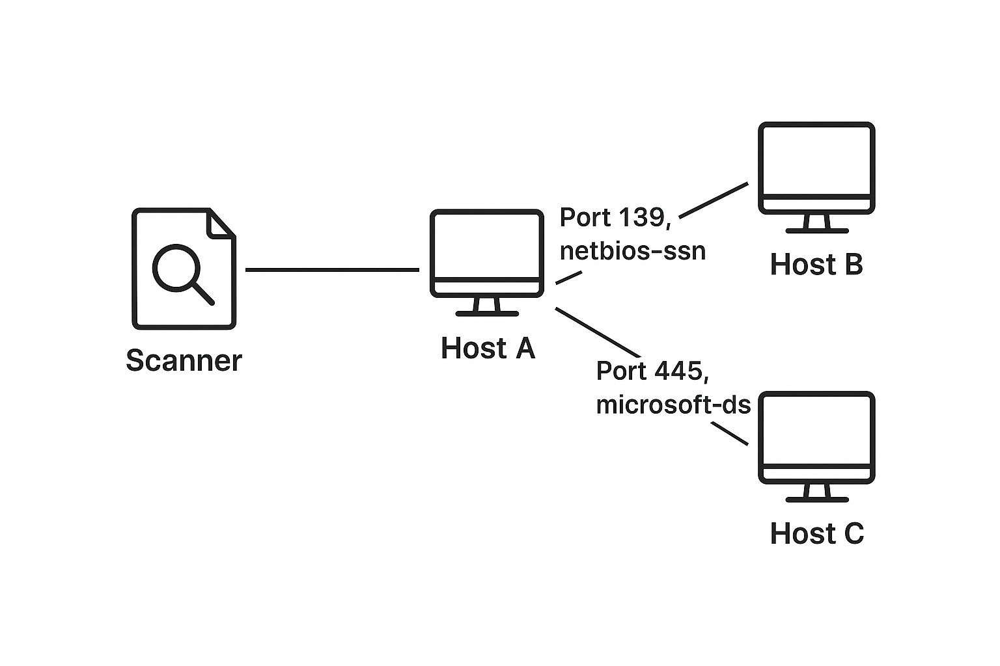 Scanner
Host A
Port 139,
netbios-ssn
Host B
Port 445,
microsoft-ds
Host C